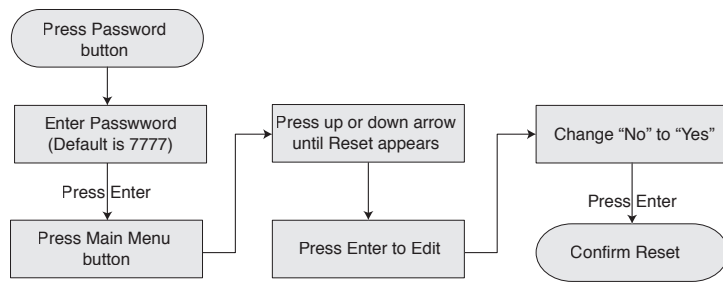 Press Password
button
Enter Passwword
(Default is 7777)
Press Enter
Press Main Menu
button
Press up or down arrow
until Reset appears
Press Enter to Edit
Change “No” to “Yes”
Press Enter
Confirm Reset